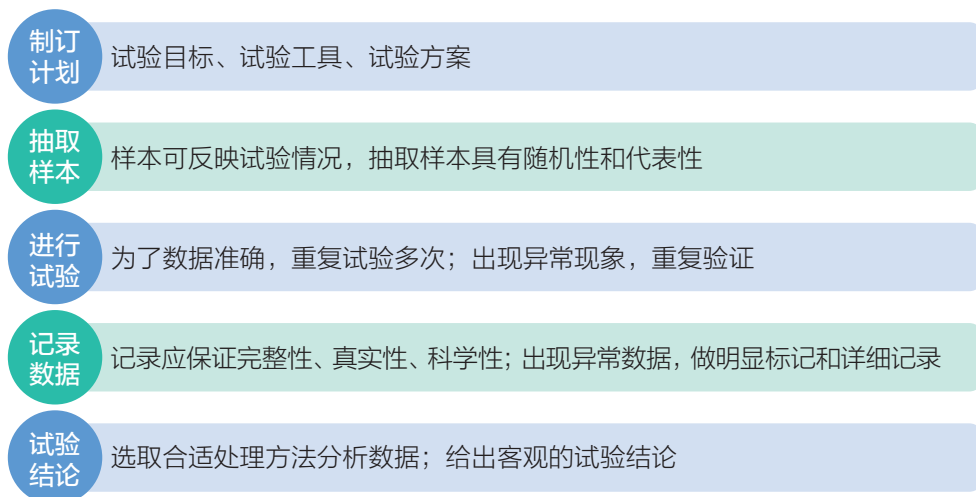 制订
计划
试验目标、试验工具、试验方案
抽取
样本
样本可反映试验情况，抽取样本具有随机性和代表性
进行
试验
为了数据准确，重复试验多次；出现异常现象，重复验证
记录
数据
记录应保证完整性、真实性、科学性；出现异常数据，做明显标记和详细记录
试验
结论
选取合适处理方法分析数据；给出客观的试验结论